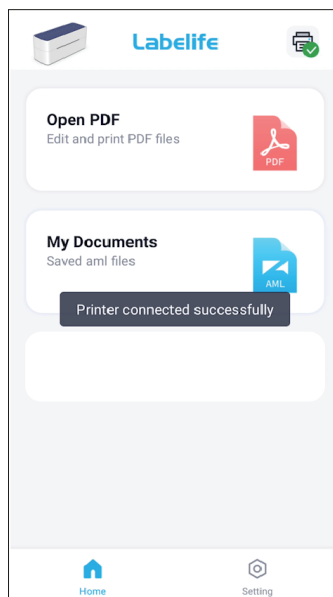 Labelife
Open PDF
Edit and print PDF files
PDF
My Documents
Saved aml files
AML
Printer connected successfully
Home
Setting